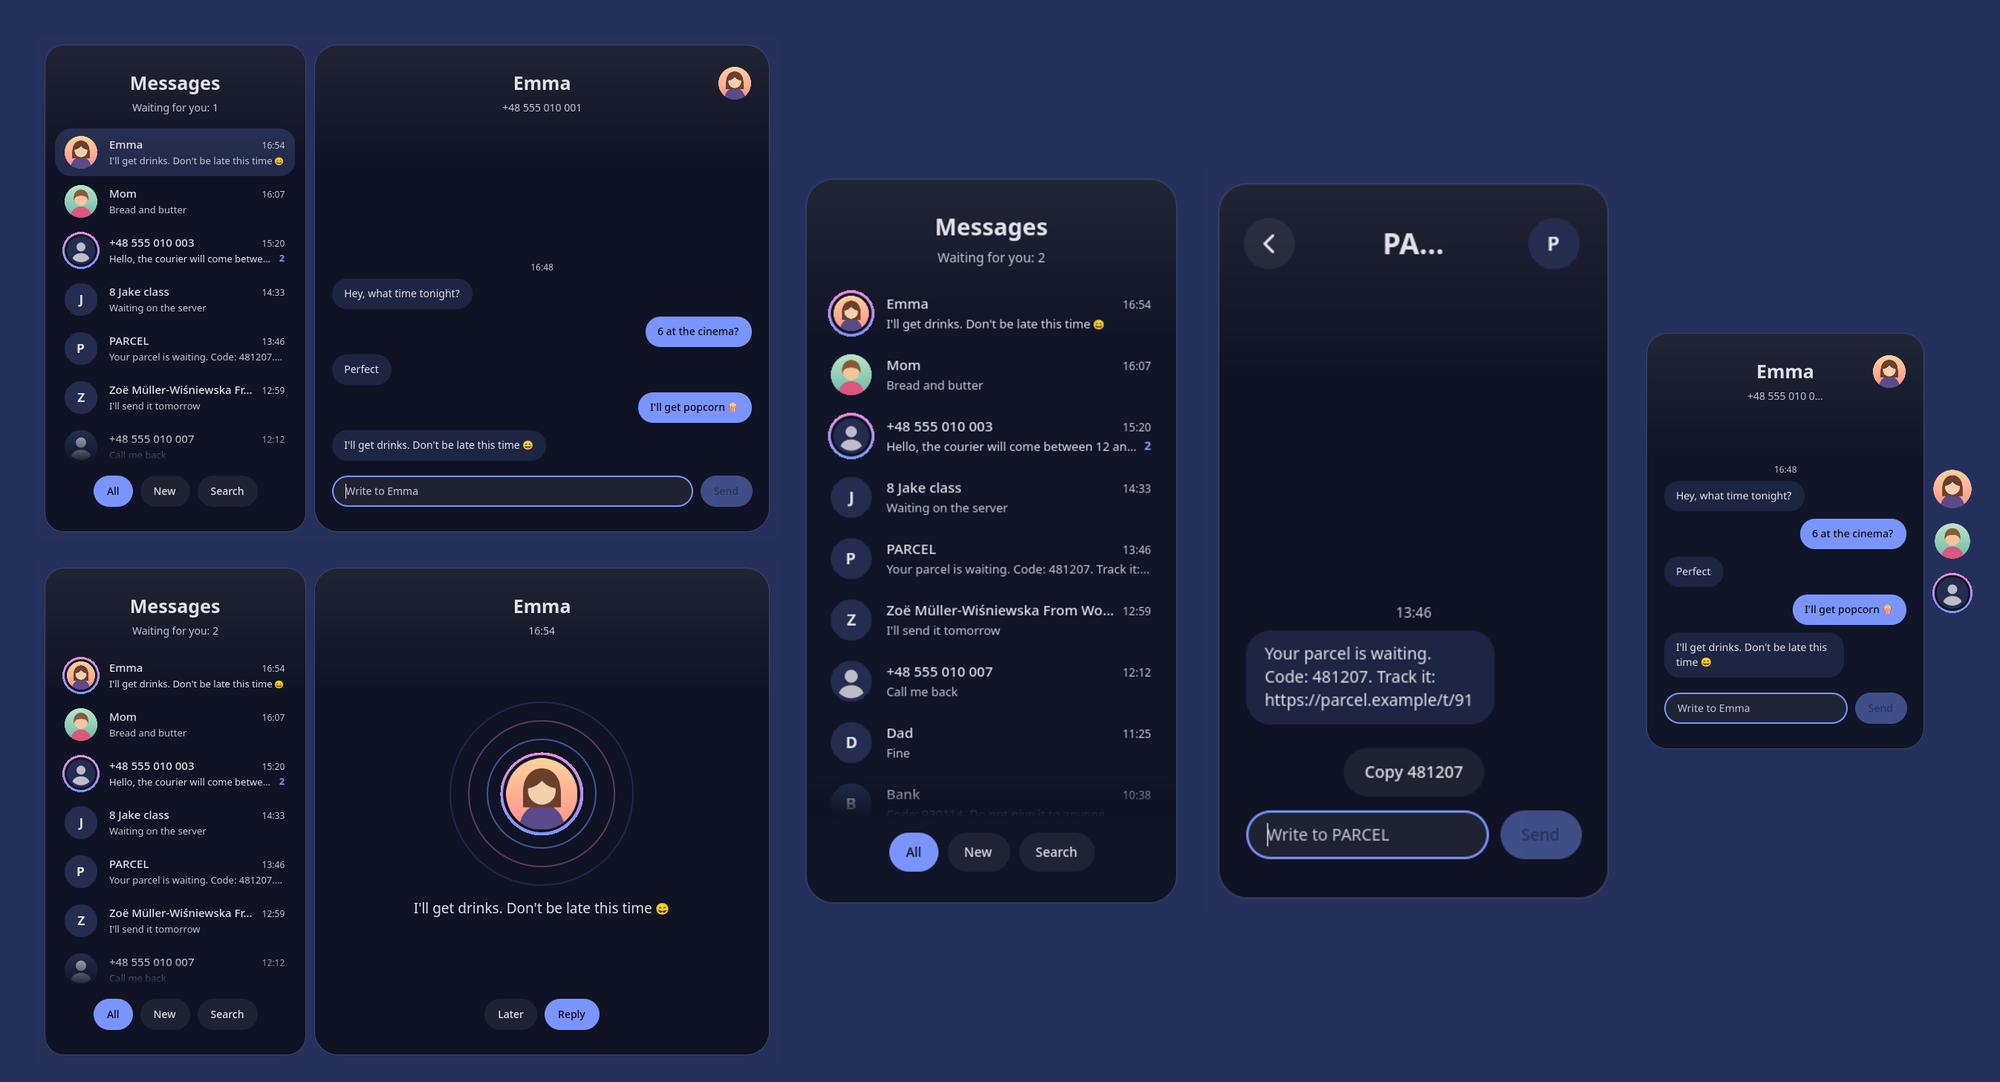 Messages
Waiting for you: 1
Emma 16:54
I'll get drinks. Don't be late this time 😄
Mom 16:07
Bread and butter
+48 555 010 003 15:20
Hello, the courier will come betwe... 2
J 8 Jake class 14:33
Waiting on the server
P PARCEL 13:46
Your parcel is waiting. Code: 481207....
Z Zoë Müller-Wiśniewska Fr... 12:59
I'll send it tomorrow
+48 555 010 007 12:12
Call me back
All New Search
Emma
+48 555 010 001
16:48
Hey, what time tonight?
6 at the cinema?
Perfect
I'll get popcorn 🍿
I'll get drinks. Don't be late this time 😄
Write to Emma Send
Messages
Waiting for you: 2
Emma 16:54
I'll get drinks. Don't be late this time 😄
Mom 16:07
Bread and butter
+48 555 010 003 15:20
Hello, the courier will come betwe... 2
J 8 Jake class 14:33
Waiting on the server
P PARCEL 13:46
Your parcel is waiting. Code: 481207....
Z Zoë Müller-Wiśniewska Fr... 12:59
I'll send it tomorrow
+48 555 010 007 12:12
Call me back
All New Search
Emma
16:54
I'll get drinks. Don't be late this time 😄
Later Reply
Messages
Waiting for you: 2
Emma 16:54
I'll get drinks. Don't be late this time 😄
Mom 16:07
Bread and butter
+48 555 010 003 15:20
Hello, the courier will come between 12 an... 2
J 8 Jake class 14:33
Waiting on the server
P PARCEL 13:46
Your parcel is waiting. Code: 481207. Track it:...
Z Zoë Müller-Wiśniewska From Wo... 12:59
I'll send it tomorrow
+48 555 010 007 12:12
Call me back
D Dad 11:25
Fine
B Bank 10:38
Code: 930114. Do not give it to anyone
All New Search
PA... P
13:46
Your parcel is waiting.
Code: 481207. Track it:
https://parcel.example/t/91
Copy 481207
Write to PARCEL Send
Emma
+48 555 010 0...
16:48
Hey, what time tonight?
6 at the cinema?
Perfect
I'll get popcorn 🍿
I'll get drinks. Don't be late this
time 😄
Write to Emma Send